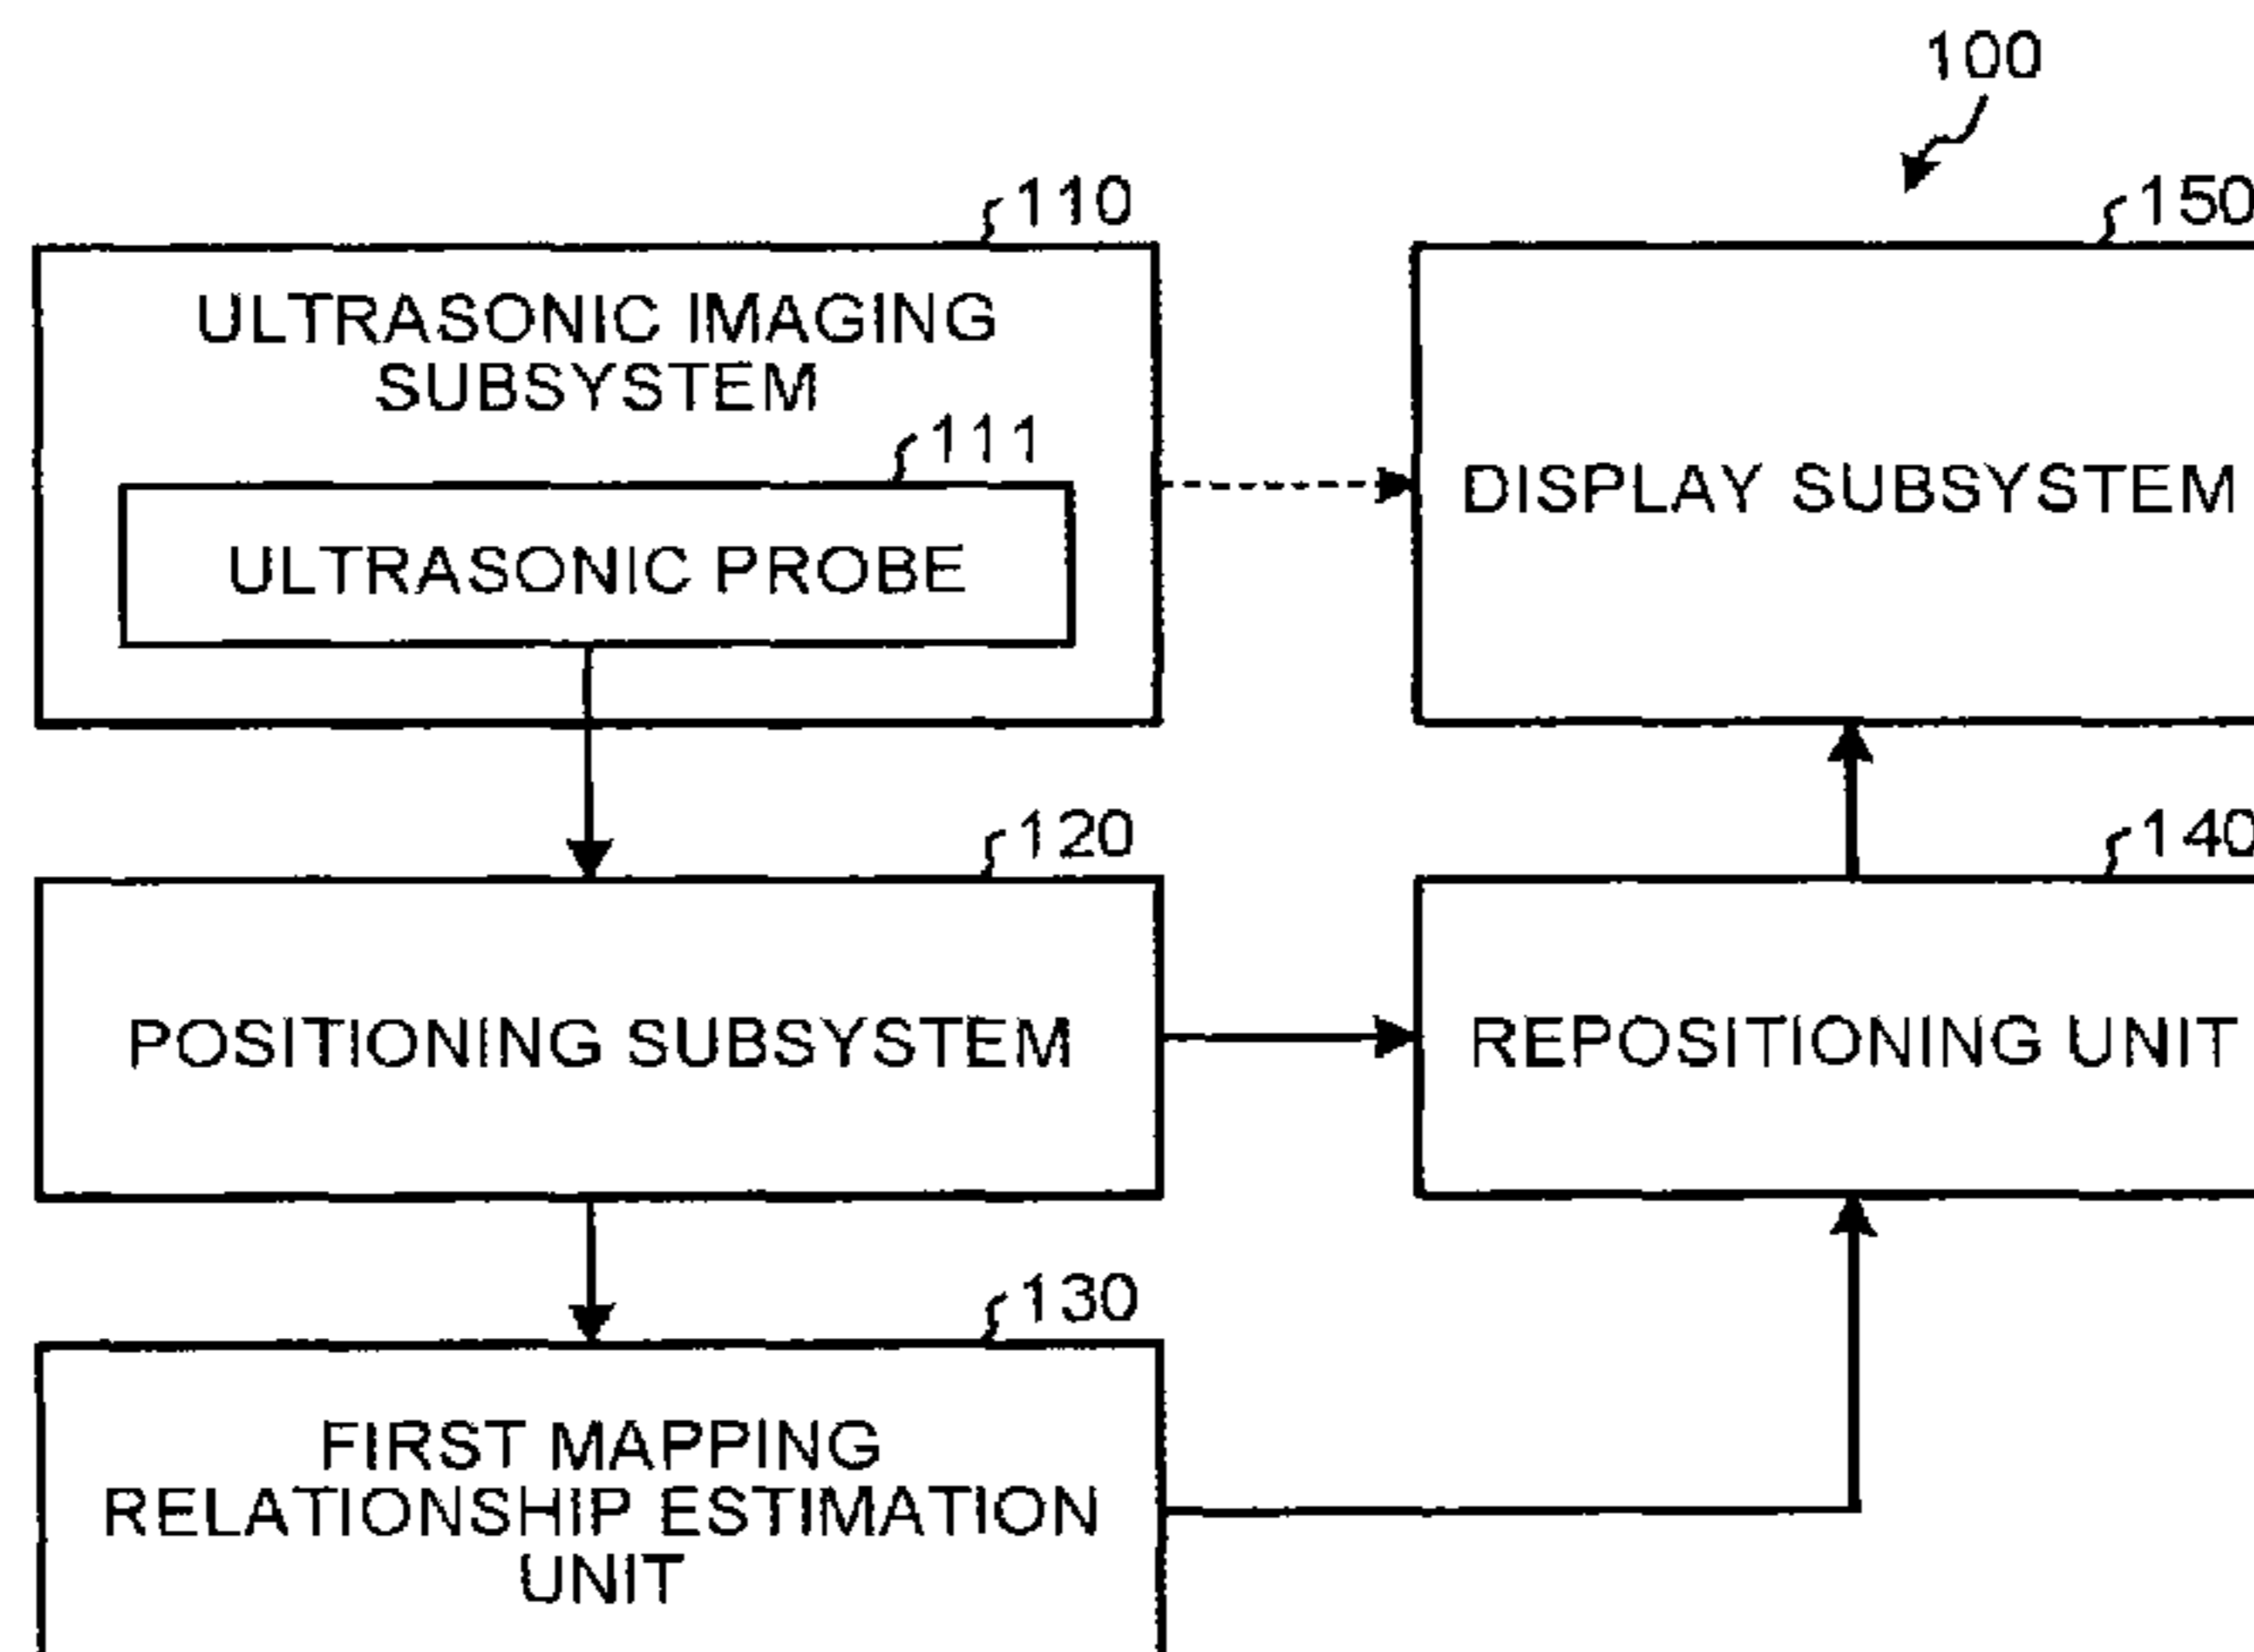 100
110
150
ULTRASONIC IMAGING
SUBSYSTEM
111
ULTRASONIC PROBE
DISPLAY SUBSYSTEM
120
140
POSITIONING SUBSYSTEM
REPOSITIONING UNIT
130
FIRST MAPPING
RELATIONSHIP ESTIMATION
UNIT